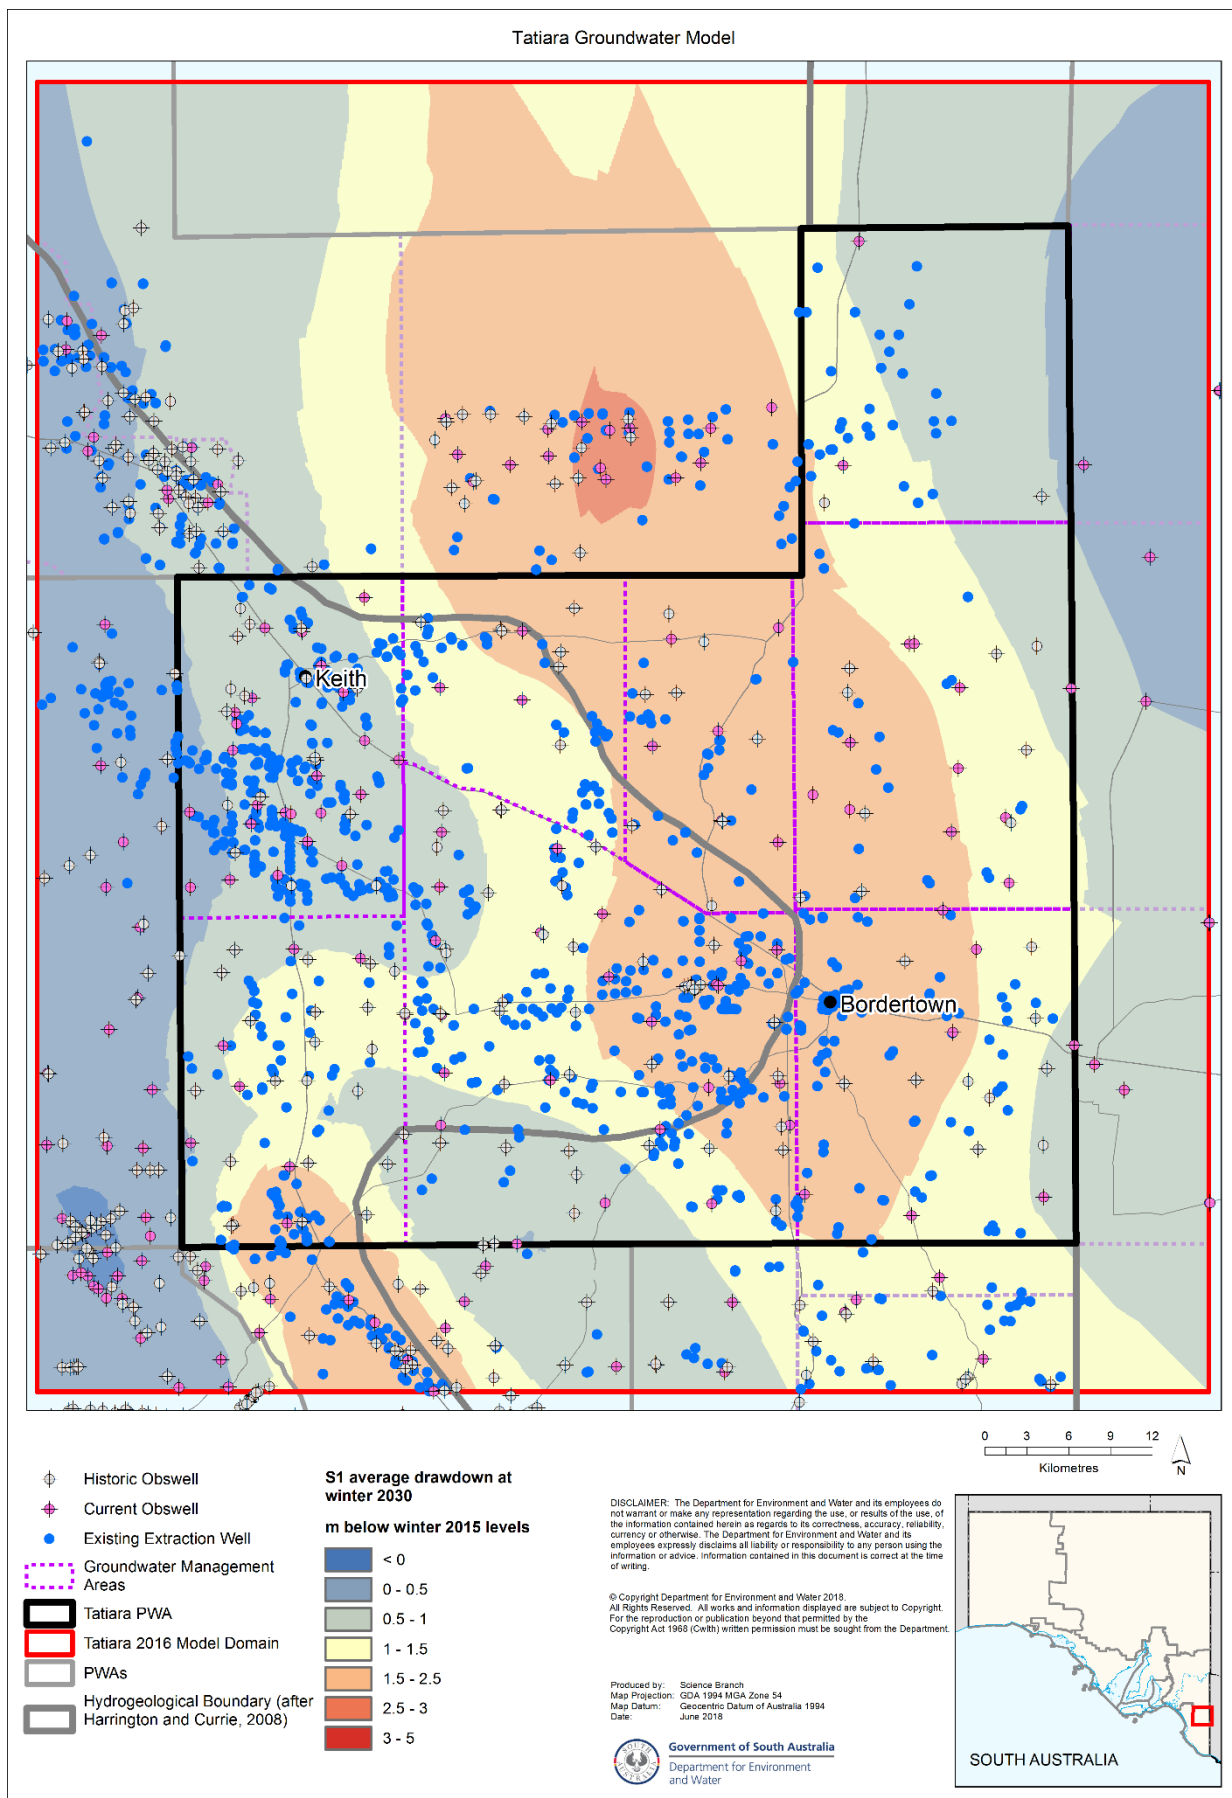 Tatiara Groundwater Model
Keith
Bordertown
0 3 6 9 12
Kilometres
N
Historic Obswell
Current Obswell
Existing Extraction Well
Groundwater Management
Areas
Tatiara PWA
Tatiara 2016 Model Domain
PWAs
Hydrogeological Boundary (after
Harrington and Currie, 2008)
S1 average drawdown at
winter 2030
m below winter 2015 levels
< 0
0 - 0.5
0.5 - 1
1 - 1.5
1.5 - 2.5
2.5 - 3
3 - 5
DISCLAIMER: The Department for Environment and Water and its employees do
not warrant or make any representation regarding the use, or results of the use, of
the information contained herein as regards to its correctness, accuracy, reliability,
currency or otherwise. The Department for Environment and Water and its
employees expressly disclaims all liability or responsibility to any person using the
information or advice. Information contained in this document is correct at the time
of writing.
© Copyright Department for Environment and Water 2018.
All Rights Reserved. All works and information displayed are subject to Copyright.
For the reproduction or publication beyond that permitted by the
Copyright Act 1968 (Cwlth) written permission must be sought from the Department.
Produced by: Science Branch
Map Projection: GDA 1994 MGA Zone 54
Map Datum: Geocentric Datum of Australia 1994
Date: June 2018
Government of South Australia
Department for Environment
and Water
SOUTH AUSTRALIA